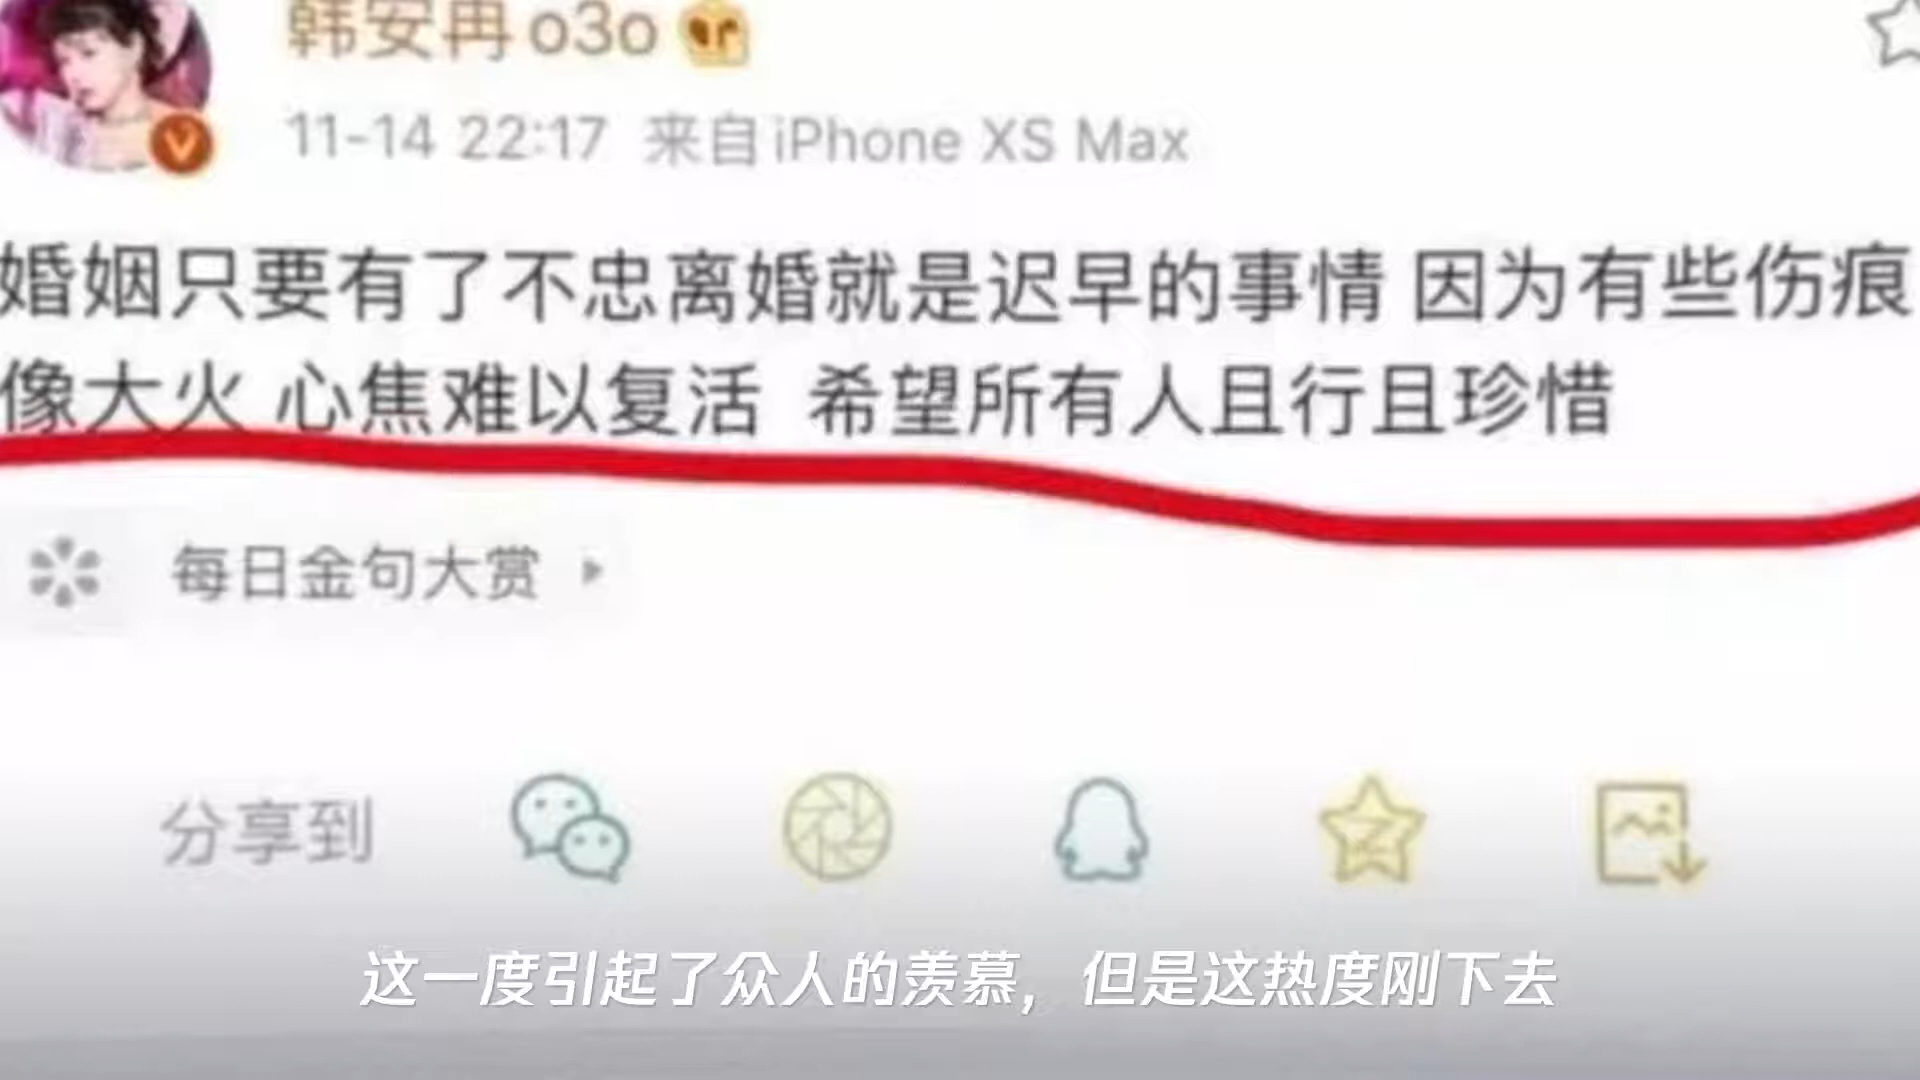 韩安冉o3o
11-14 22:17 来自iPhone XS Max
婚姻只要有了不忠离婚就是迟早的事情 因为有些伤痕
像大火 心焦难以复活 希望所有人且行且珍惜
每日金句大赏
分享到
这一度引起了众人的羡慕，但是这热度刚下去